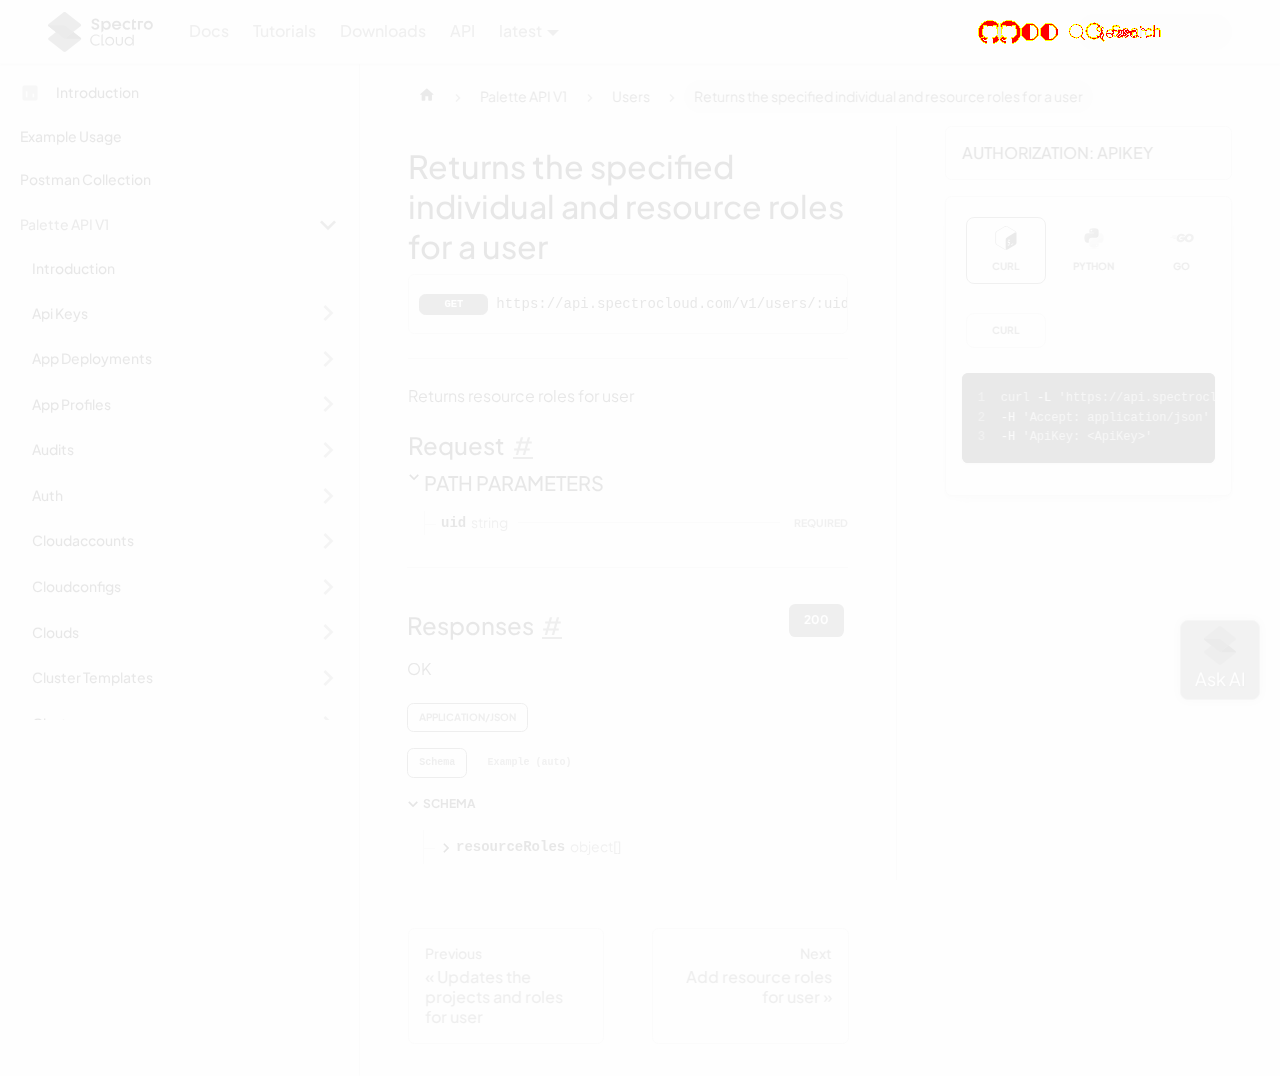 Spectro
Cloud
Docs
Tutorials
Downloads
API
latest
Introduction
Example Usage
Postman Collection
Palette API V1
Introduction
Api Keys
App Deployments
App Profiles
Audits
Auth
Cloudaccounts
Cloudconfigs
Clouds
Cluster Templates
Palette API V1
Users
Returns the specified individual and resource roles for a user
Returns the specified
individual and resource roles
for a user
GET
https://api.spectrocloud.com/v1/users/:uid
Returns resource roles for user
Request #
PATH PARAMETERS
uid string
REQUIRED
Responses #
200
OK
APPLICATION/JSON
Schema
Example (auto)
SCHEMA
resourceRoles object[]
Previous
« Updates the
projects and roles
for user
Next
Add resource roles
for user »
AUTHORIZATION: APIKEY
CURL
PYTHON
GO
GO
CURL
1 curl -L 'https://api.spectrocl
2 -H 'Accept: application/json'
3 -H 'ApiKey: <ApiKey>'
Ask AI